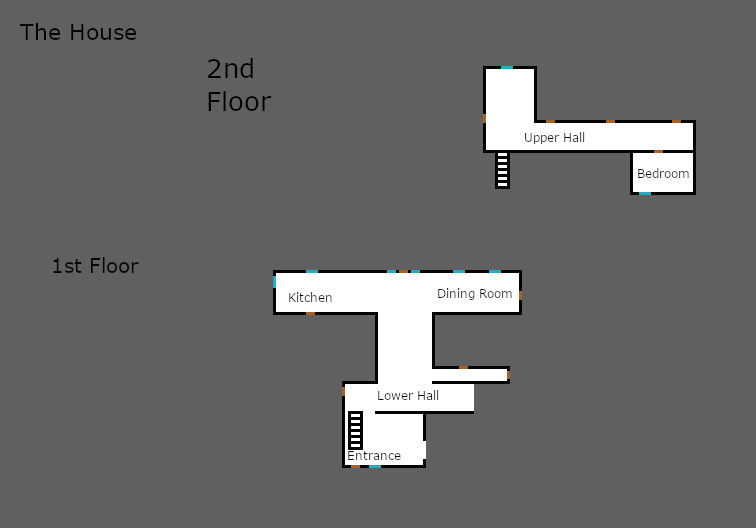 The House
2nd
Floor
Upper Hall
Bedroom
1st Floor
Kitchen
Dining Room
Lower Hall
Entrance